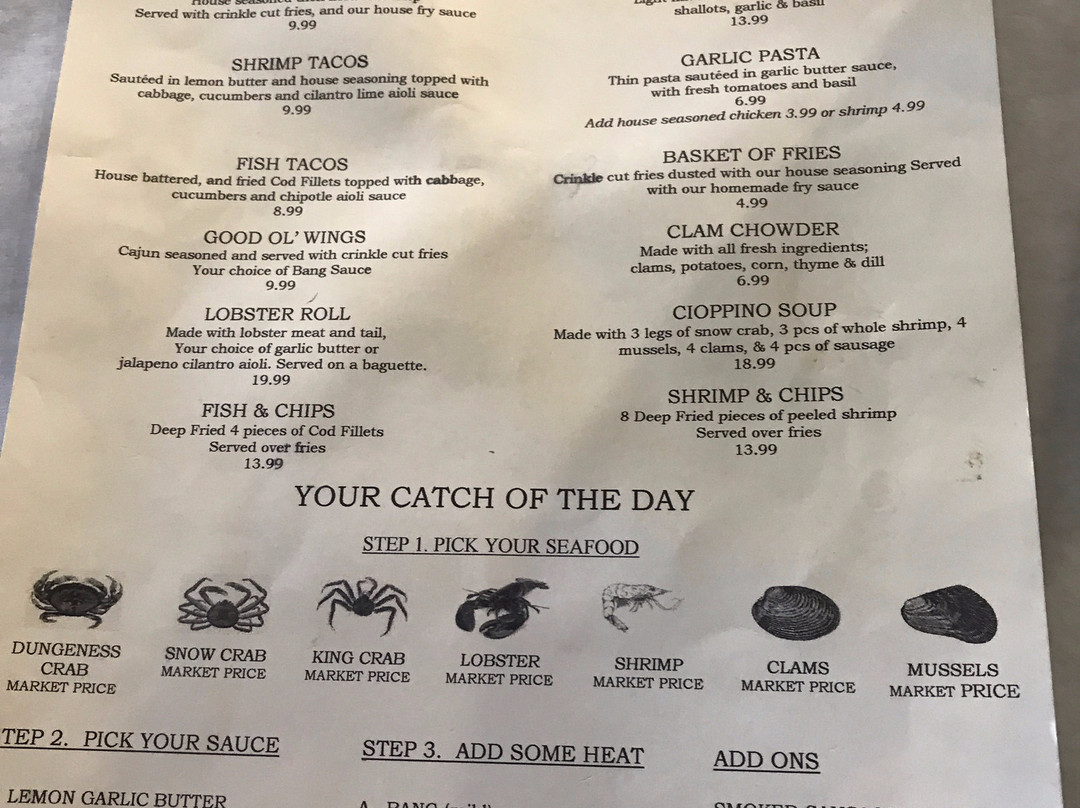 Served with crinkle cut fries, and our house fry sauce
9.99
SHRIMP TACOS
Sautéed in lemon butter and house seasoning topped with
cabbage, cucumbers and cilantro lime aioli sauce
9.99
FISH TACOS
House battered, and fried Cod Fillets topped with cabbage,
cucumbers and chipotle aioli sauce
8.99
GOOD OL' WINGS
Cajun seasoned and served with crinkle cut fries
Your choice of Bang Sauce
9.99
LOBSTER ROLL
Made with lobster meat and tail,
Your choice of garlic butter or
jalapeno cilantro aioli. Served on a baguette.
19.99
FISH & CHIPS
Deep Fried 4 pieces of Cod Fillets
Served over fries
13.99
shallots, garlic & basil
13.99
GARLIC PASTA
Thin pasta sautéed in garlic butter sauce,
with fresh tomatoes and basil
6.99
Add house seasoned chicken 3.99 or shrimp 4.99
BASKET OF FRIES
Crinkle cut fries dusted with our house seasoning Served
with our homemade fry sauce
4.99
CLAM CHOWDER
Made with all fresh ingredients;
clams, potatoes, corn, thyme & dill
6.99
CIOPPINO SOUP
Made with 3 legs of snow crab, 3 pcs of whole shrimp, 4
mussels, 4 clams, & 4 pcs of sausage
18.99
SHRIMP & CHIPS
8 Deep Fried pieces of peeled shrimp
Served over fries
13.99
YOUR CATCH OF THE DAY
STEP 1. PICK YOUR SEAFOOD
DUNGENESS
CRAB
MARKET PRICE
SNOW CRAB
MARKET PRICE
KING CRAB
MARKET PRICE
LOBSTER
MARKET PRICE
SHRIMP
MARKET PRICE
CLAMS
MARKET PRICE
MUSSELS
MARKET PRICE
TEP 2. PICK YOUR SAUCE
LEMON GARLIC BUTTER
STEP 3. ADD SOME HEAT
A. BANG (mild)
ADD ONS
SMOKED